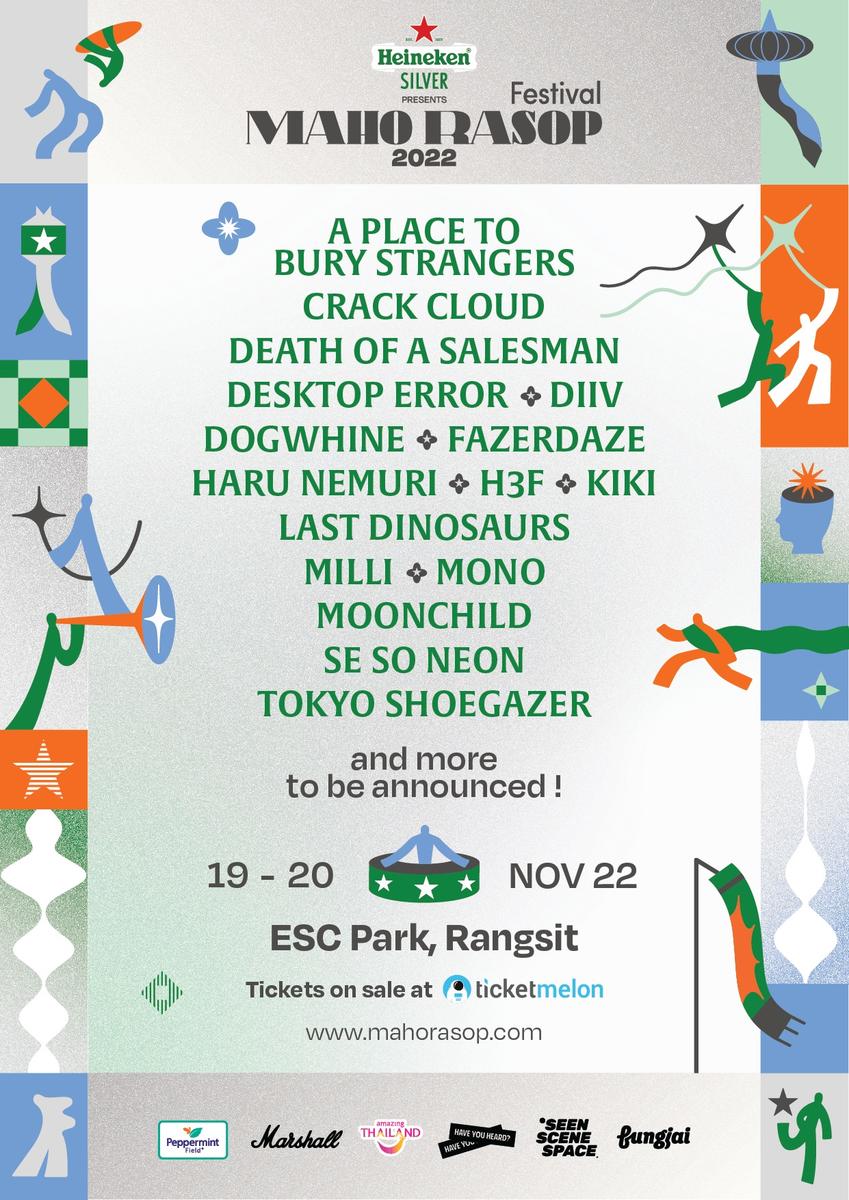 Heineken
SILVER
PRESENTS
Festival
MAHO RASOP
2022
A PLACE TO
BURY STRANGERS
CRACK CLOUD
DEATH OF A SALESMAN
DESKTOP ERROR DIIV
DOGWHINE FAZERDAZE
HARU NEMURI H3F KIKI
LAST DINOSAURS
MILLI MONO
MOONCHILD
SE SO NEON
TOKYO SHOEGAZER
and more
to be announced !
19 - 20 NOV 22
ESC Park, Rangsit
Tickets on sale at ticketmelon
www.mahorasop.com
Peppermint
Field
Marshall
amazing
THAILAND
HAVE YOU HEARD?
HAVE YOU
SEEN
SCENE
SPACE
fungjai